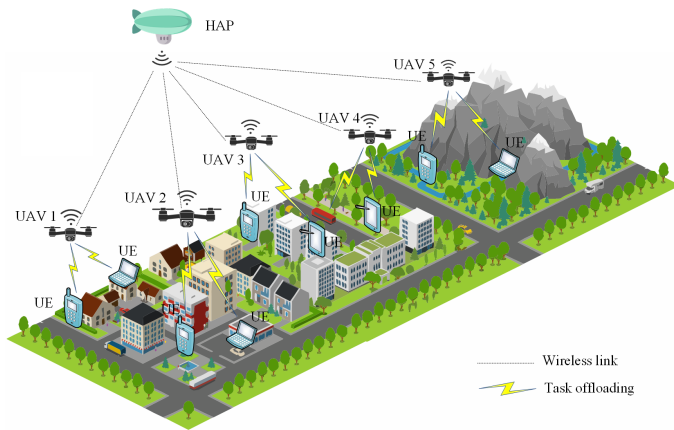 HAP
UAV 5
UAV 4
UE
UE
UAV 3
UE
UAV 2
UAV 1
UE
UE
UE
UE
UE
UE
Wireless link
Task offloading